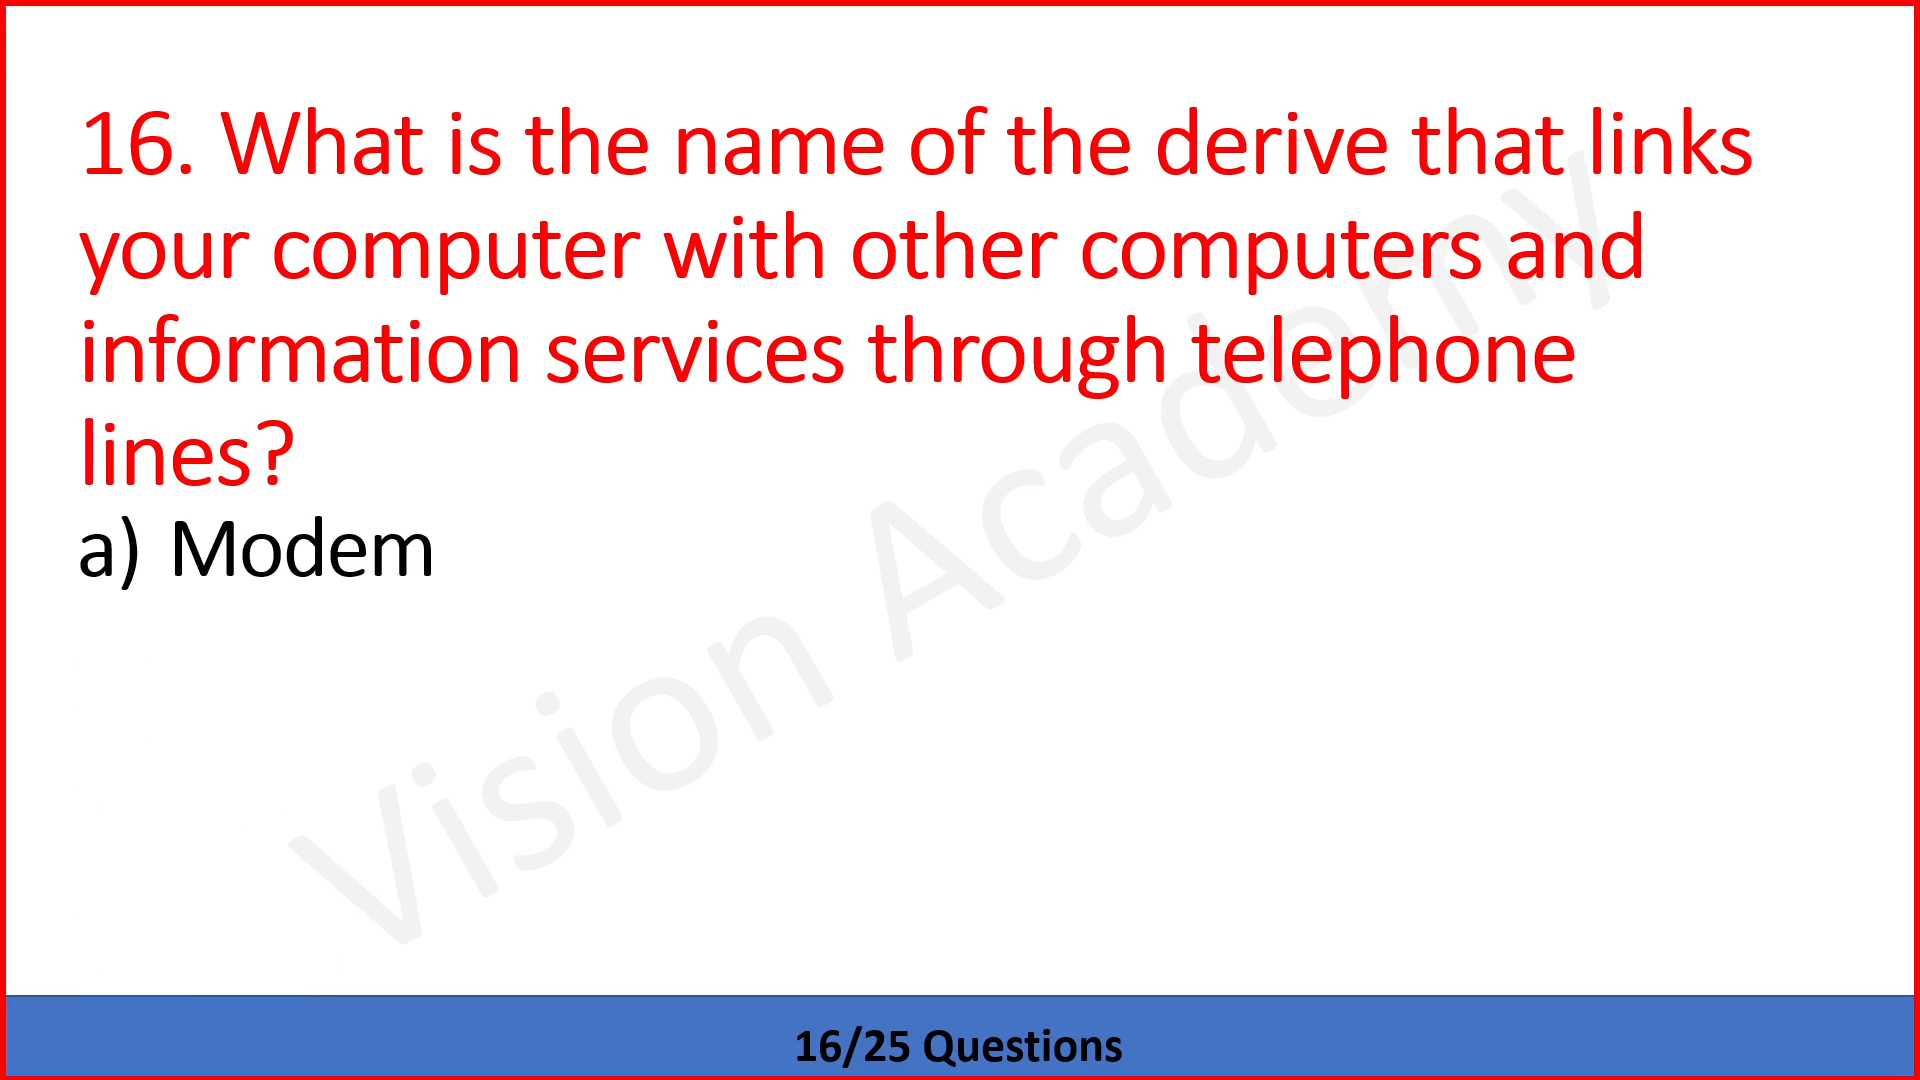 16. What is the name of the derive that links
your computer with other computers and
information services through telephone
lines?
a) Modem
Vision Academy
16/25 Questions